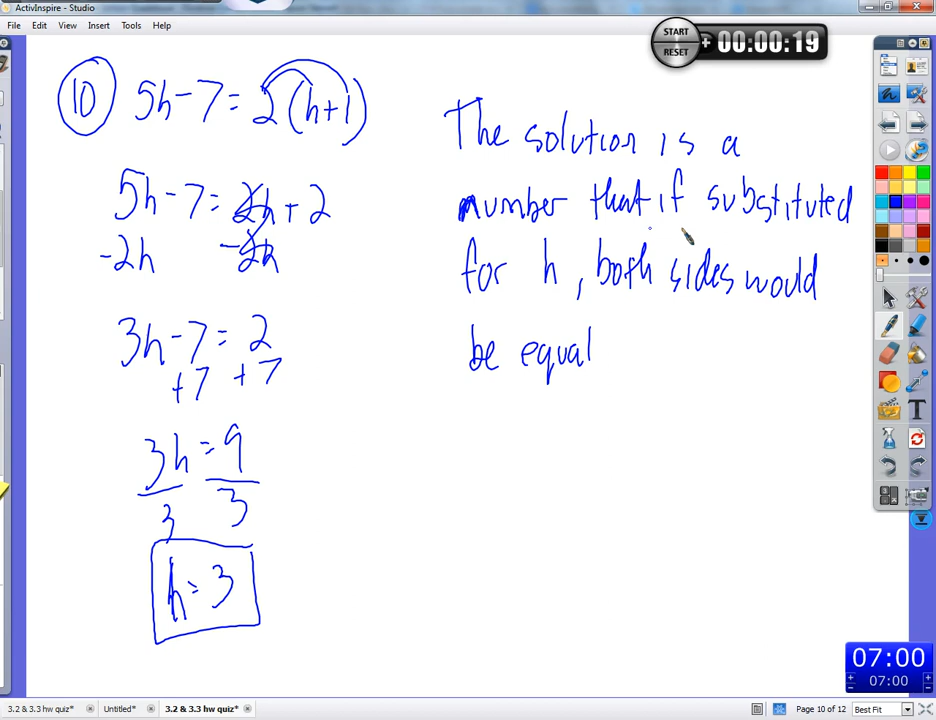 ActivInspire - Studio
File Edit View Insert Tools Help
START
RESET
+ 00:00:19
10 5h-7=2(h+1)
5h-7=2h+2
-2h -2h
3h-7=2
+7 +7
3h=9
3 3
h=3
The solution is a
number that if substituted
for h, both sides would
be equal
07:00
+ 07:00 +
3.2 & 3.3 hw quiz* Untitled* 3.2 & 3.3 hw quiz*
Page 10 of 12 Best Fit